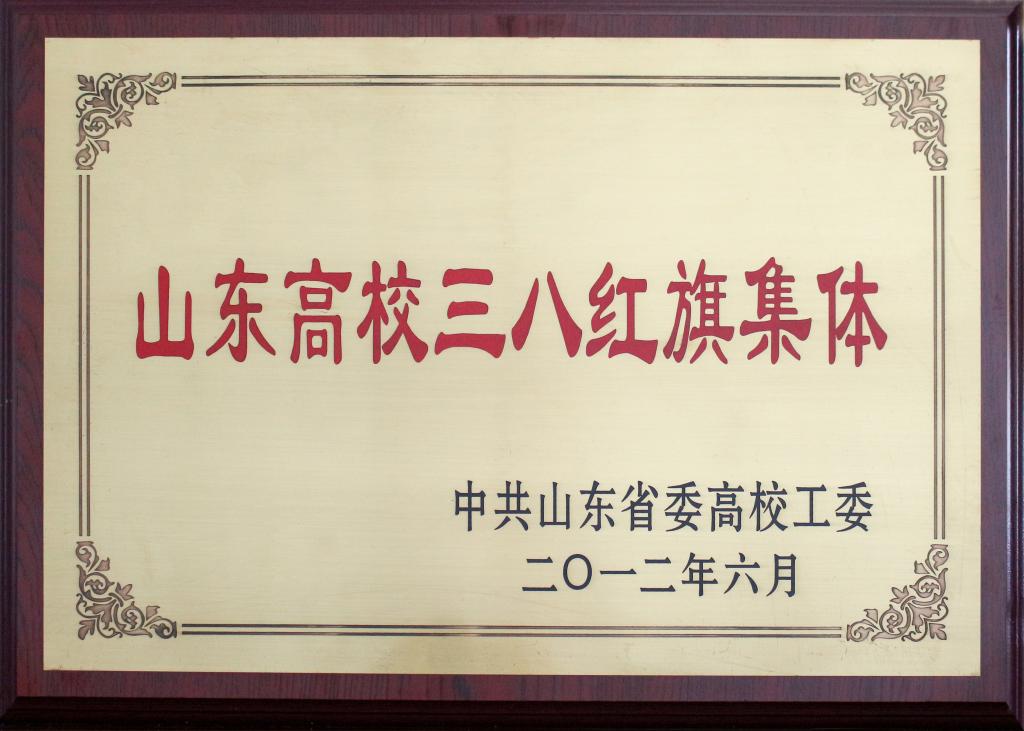 山东高校三八红旗集体
中共山东省委高校工委
二〇一二年六月